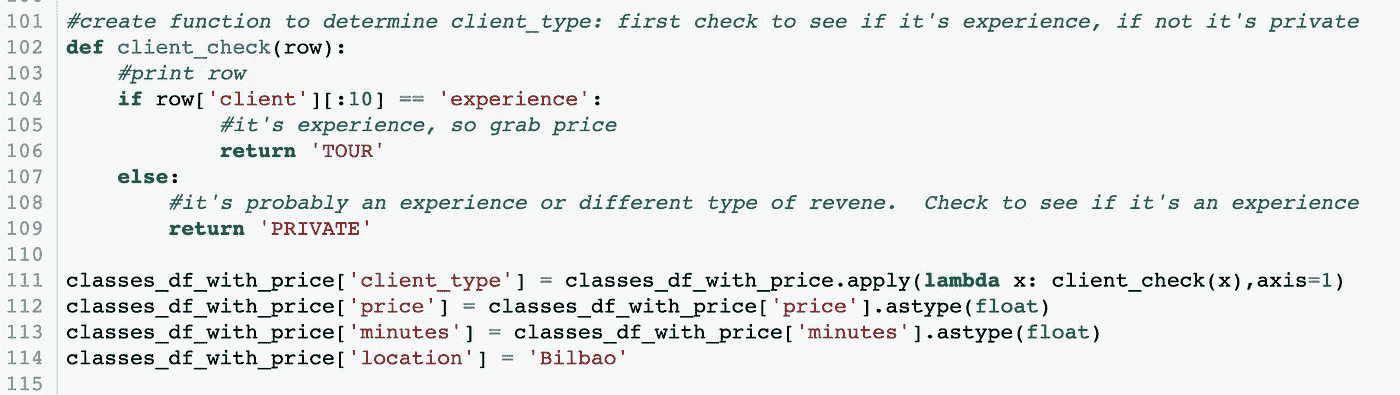 101 #create function to determine client_type: first check to see if it's experience, if not it's private
102 def client_check(row):
103     #print row
104     if row['client'][:10] == 'experience':
105             #it's experience, so grab price
106             return 'TOUR'
107     else:
108         #it's probably an experience or different type of revene.  Check to see if it's an experience
109         return 'PRIVATE'
110
111 classes_df_with_price['client_type'] = classes_df_with_price.apply(lambda x: client_check(x),axis=1)
112 classes_df_with_price['price'] = classes_df_with_price['price'].astype(float)
113 classes_df_with_price['minutes'] = classes_df_with_price['minutes'].astype(float)
114 classes_df_with_price['location'] = 'Bilbao'
115